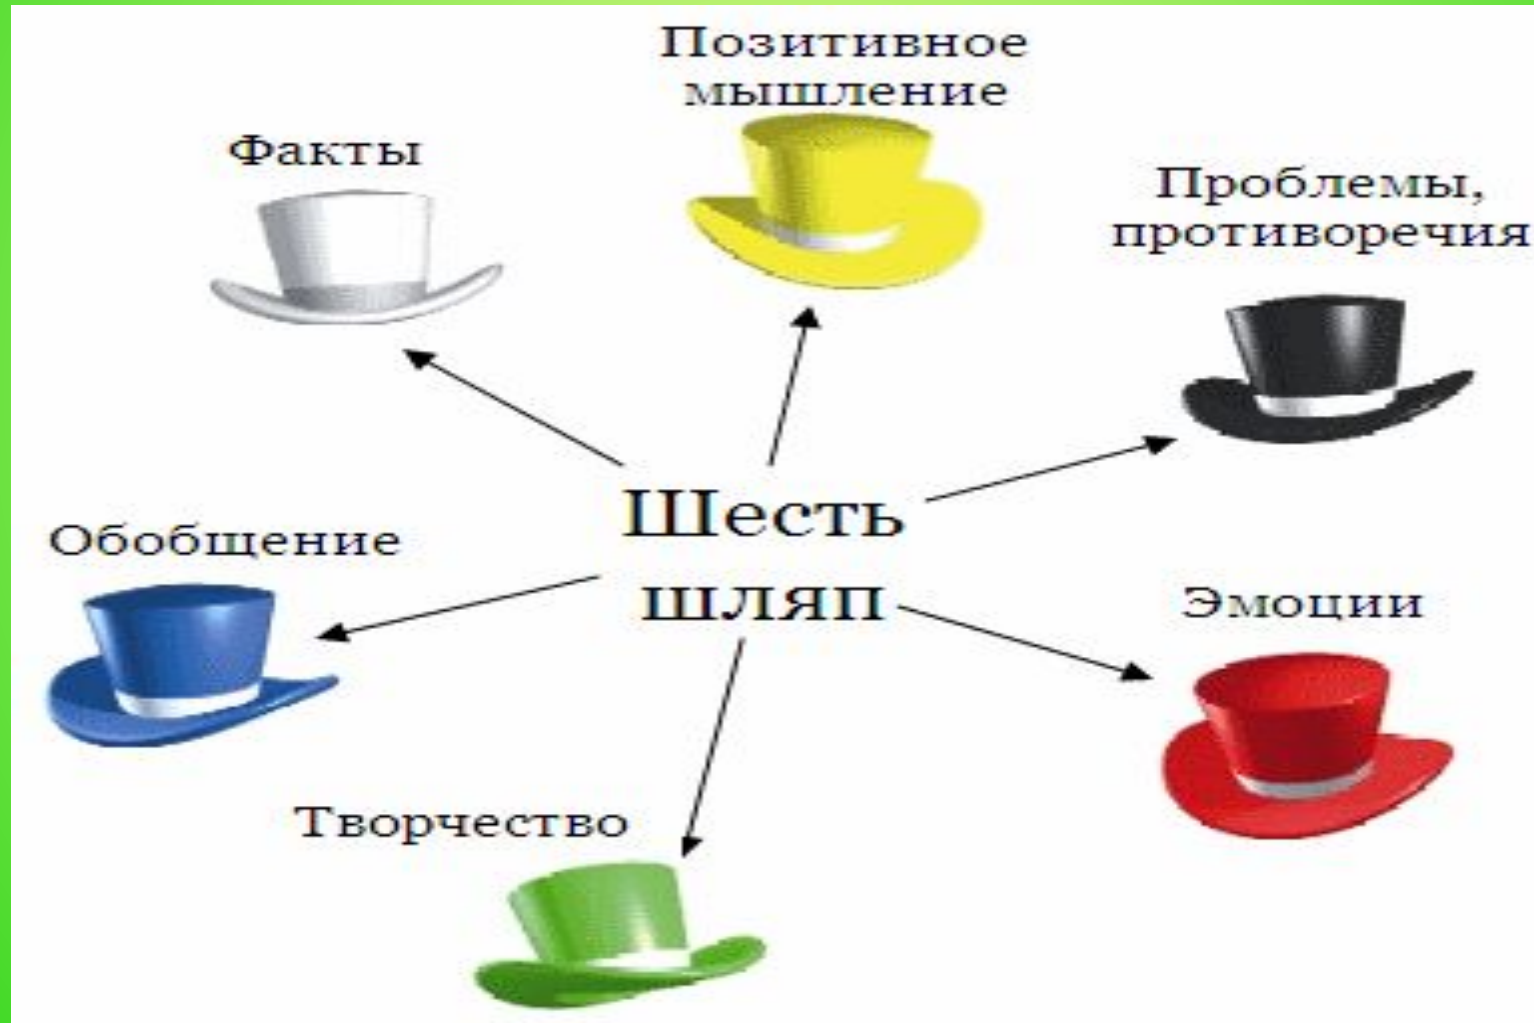 Позитивное
мышление
Факты
Проблемы,
противоречия
Шесть
шляп
Обобщение
Эмоции
Творчество